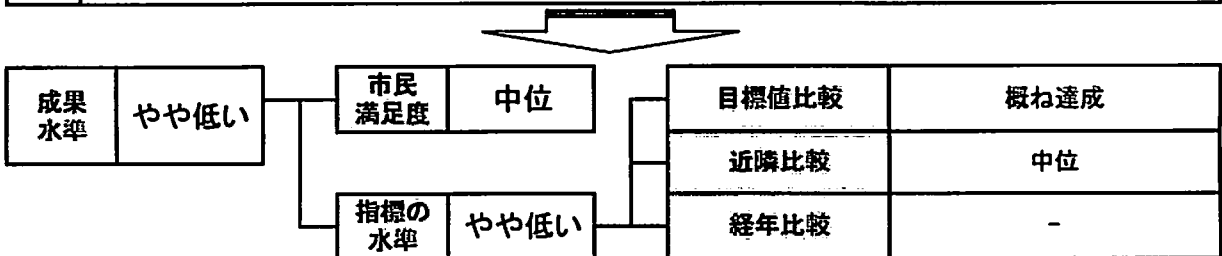 成果
水準
やや低い
市民
満足度
中位
指標の
水準
やや低い
目標値比較
概ね達成
近隣比較
中位
経年比較
-